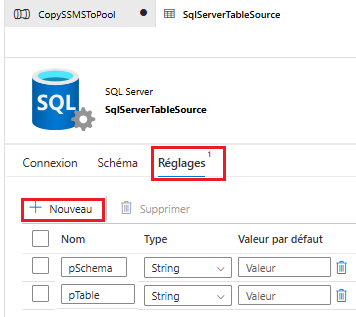 CopySSMSToPool SqlServerTableSource
SQL
SQL Server
SqlServerTableSource
Connexion Schéma Réglages 1
+ Nouveau Supprimer
Nom Type Valeur par défaut
pSchema String Valeur
pTable String Valeur